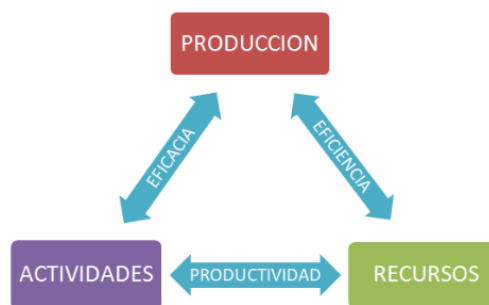 PRODUCCION
EFICACIA
EFICIENCIA
ACTIVIDADES
PRODUCTIVIDAD
RECURSOS